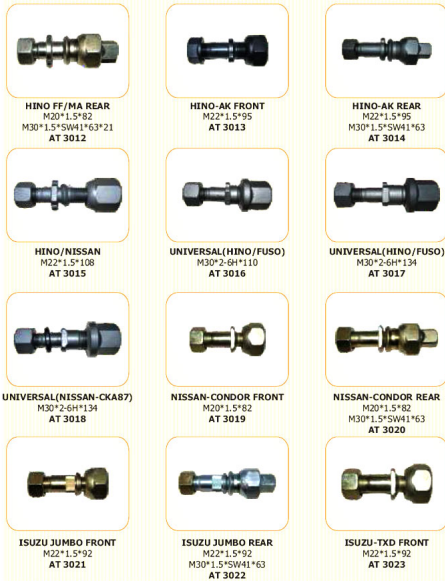 HINO FF/MA REAR
M20*1.5*82
M30*1.5*SW41*63*21
AT 3012
HINO-AK FRONT
M22*1.5*95
AT 3013
HINO-AK REAR
M22*1.5*95
M30*1.5*SW41*63
AT 3014
HINO/NISSAN
M22*1.5*108
AT 3015
UNIVERSAL(HINO/FUSO)
M30*2-6H*110
AT 3016
UNIVERSAL(HINO/FUSO)
M30*2-6H*134
AT 3017
UNIVERSAL(NISSAN-CKA87)
M30*2-6H*134
AT 3018
NISSAN-CONDOR FRONT
M20*1.5*82
AT 3019
NISSAN-CONDOR REAR
M20*1.5*82
M30*1.5*SW41*63
AT 3020
ISUZU JUMBO FRONT
M22*1.5*92
AT 3021
ISUZU JUMBO REAR
M22*1.5*92
M30*1.5*SW41*63
AT 3022
ISUZU-TXD FRONT
M22*1.5*92
AT 3023